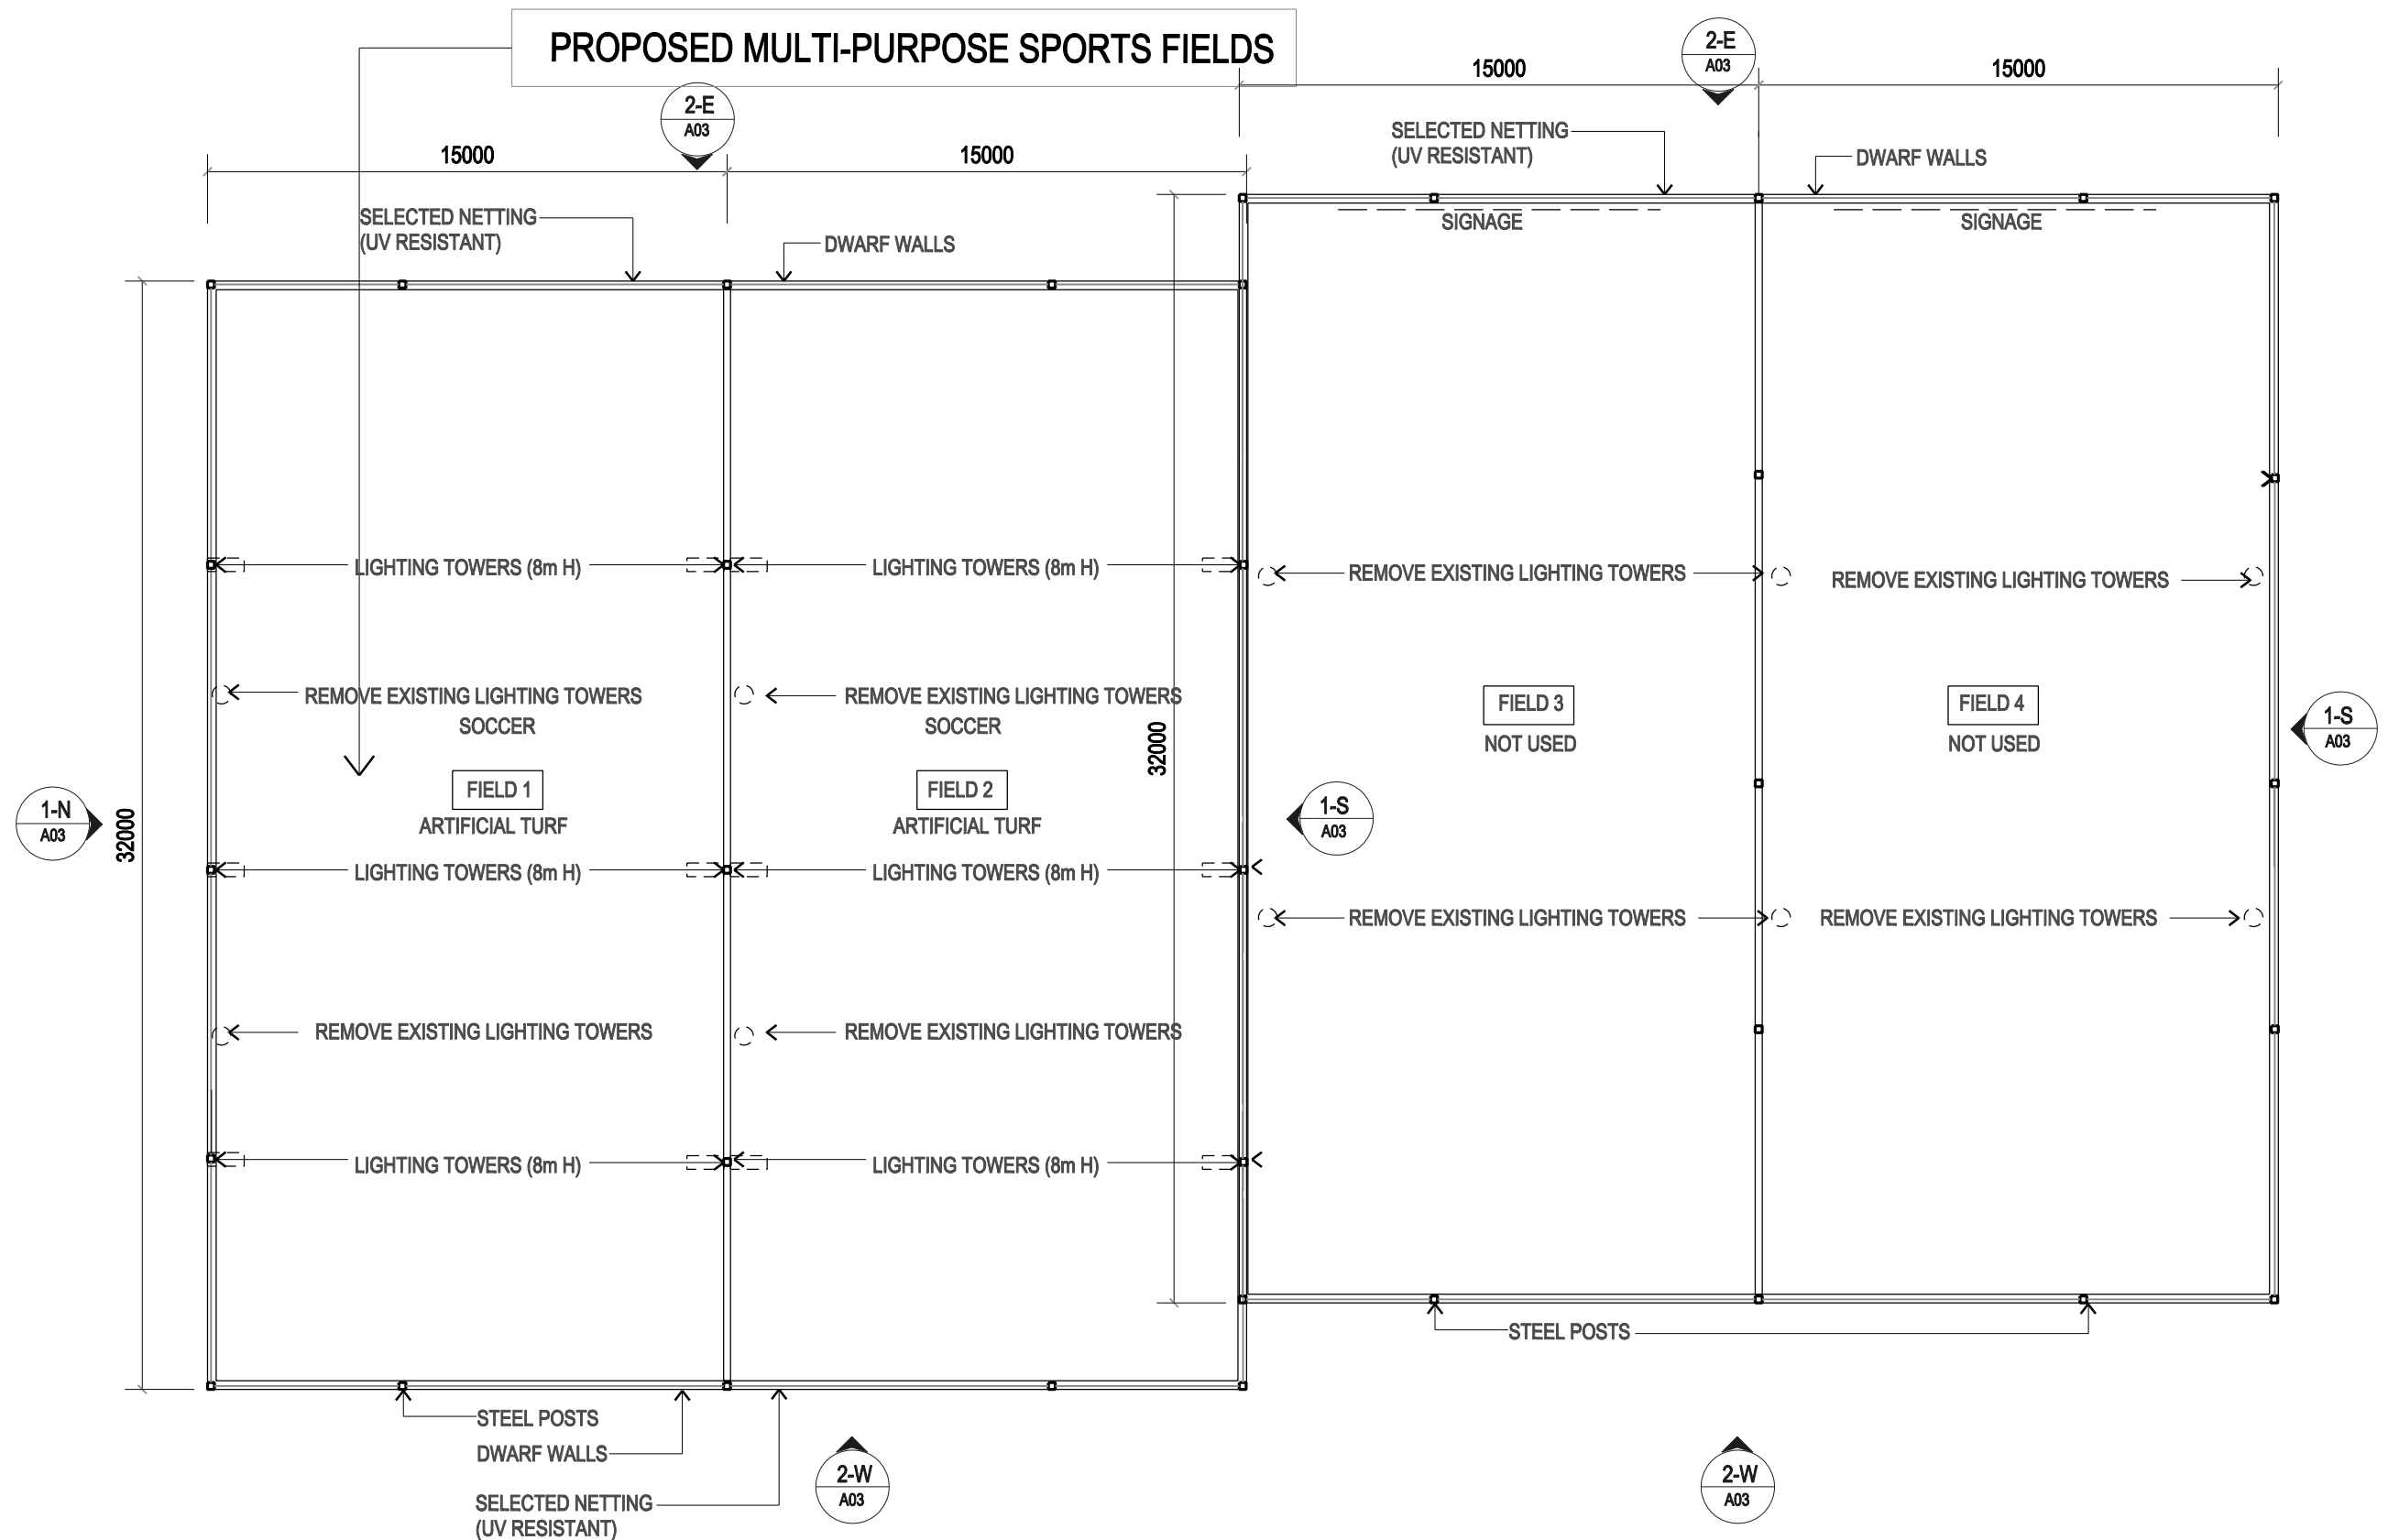 PROPOSED MULTI-PURPOSE SPORTS FIELDS
2-E
A03
15000
15000
2-E
A03
15000
15000
SELECTED NETTING
(UV RESISTANT)
DWARF WALLS
SELECTED NETTING
(UV RESISTANT)
DWARF WALLS
SIGNAGE
SIGNAGE
LIGHTING TOWERS (8m H)
LIGHTING TOWERS (8m H)
REMOVE EXISTING LIGHTING TOWERS
REMOVE EXISTING LIGHTING TOWERS
REMOVE EXISTING LIGHTING TOWERS
SOCCER
REMOVE EXISTING LIGHTING TOWERS
SOCCER
32000
FIELD 3
NOT USED
FIELD 4
NOT USED
1-S
A03
1-N
A03
32000
FIELD 1
ARTIFICIAL TURF
FIELD 2
ARTIFICIAL TURF
1-S
A03
LIGHTING TOWERS (8m H)
LIGHTING TOWERS (8m H)
REMOVE EXISTING LIGHTING TOWERS
REMOVE EXISTING LIGHTING TOWERS
REMOVE EXISTING LIGHTING TOWERS
REMOVE EXISTING LIGHTING TOWERS
LIGHTING TOWERS (8m H)
LIGHTING TOWERS (8m H)
STEEL POSTS
STEEL POSTS
DWARF WALLS
SELECTED NETTING
(UV RESISTANT)
2-W
A03
2-W
A03